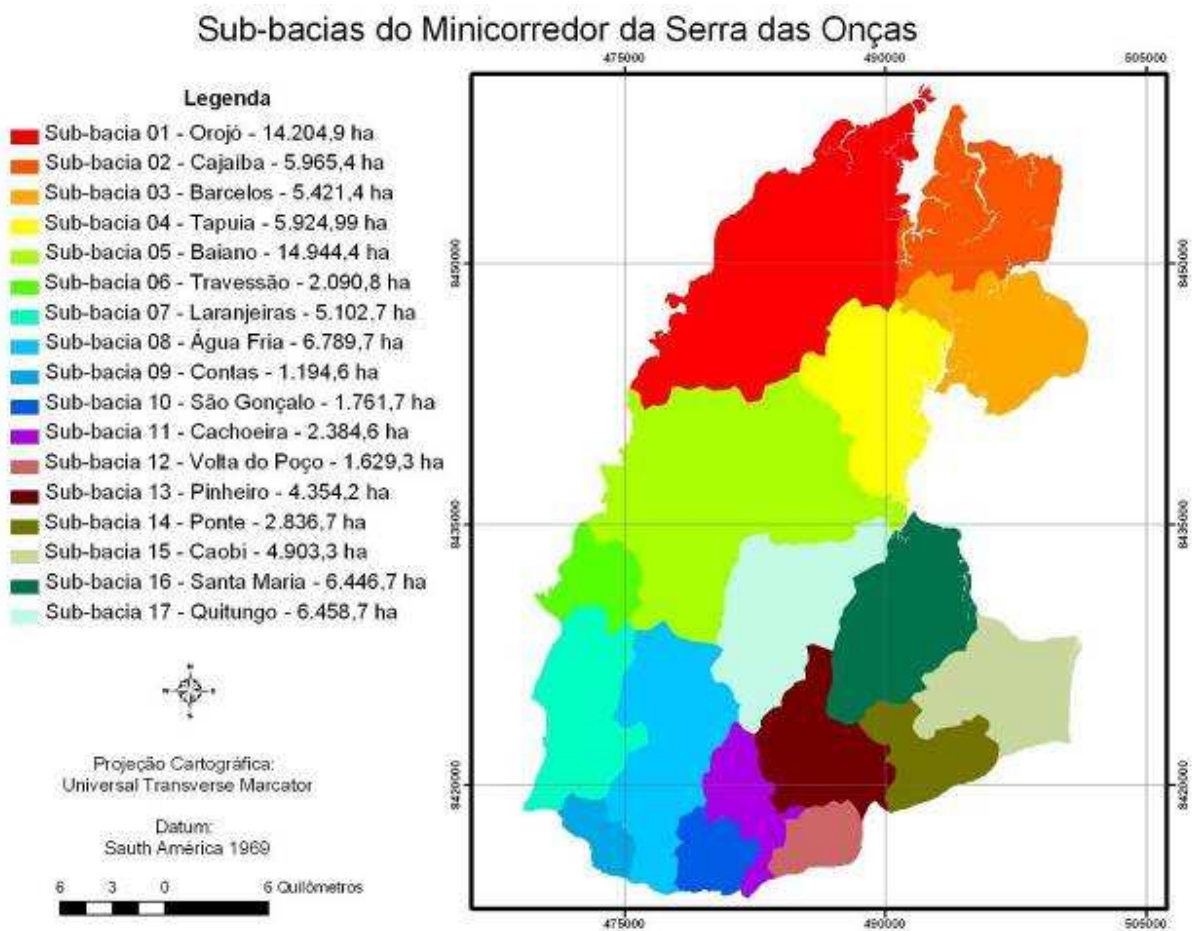 Sub-bacias do Minicorredor da Serra das Onças
475000 490000 505000
Legenda
Sub-bacia 01 - Orojó - 14.204,9 ha
Sub-bacia 02 - Cajaíba - 5.965,4 ha
Sub-bacia 03 - Barcelos - 5.421,4 ha
Sub-bacia 04 - Tapuia - 5.924,99 ha
Sub-bacia 05 - Baiano - 14.944,4 ha
Sub-bacia 06 - Travessão - 2.090,8 ha
Sub-bacia 07 - Laranjeiras - 5.102,7 ha
Sub-bacia 08 - Água Fria - 6.789,7 ha
Sub-bacia 09 - Contas - 1.194,6 ha
Sub-bacia 10 - São Gonçalo - 1.761,7 ha
Sub-bacia 11 - Cachoeira - 2.384,6 ha
Sub-bacia 12 - Volta do Poço - 1.629,3 ha
Sub-bacia 13 - Pinheiro - 4.354,2 ha
Sub-bacia 14 - Ponte - 2.836,7 ha
Sub-bacia 15 - Caobi - 4.903,3 ha
Sub-bacia 16 - Santa Maria - 6.446,7 ha
Sub-bacia 17 - Quitungo - 6.458,7 ha
Projeção Cartográfica:
Universal Transverse Marcator
Datum:
Sauth América 1969
6 3 0 6 Quilômetros
8450000 8450000
8435000 8435000
8420000 8420000
475000 490000 505000